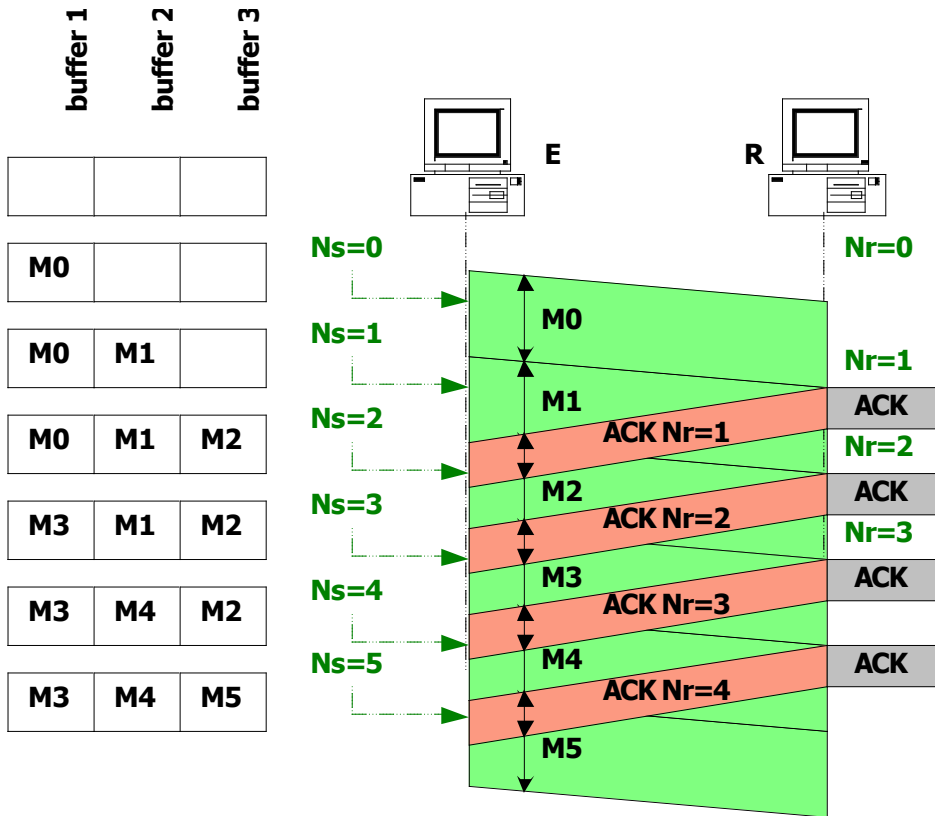 buffer 1
buffer 2
buffer 3
E
R
Ns=0
Nr=0
M0
M0
Ns=1
Nr=1
M0 M1
M1
ACK
Ns=2
ACK Nr=1
Nr=2
M0 M1 M2
M2
ACK
Ns=3
ACK Nr=2
Nr=3
M3 M1 M2
M3
ACK
Ns=4
ACK Nr=3
M3 M4 M2
M4
ACK
Ns=5
ACK Nr=4
M3 M4 M5
M5